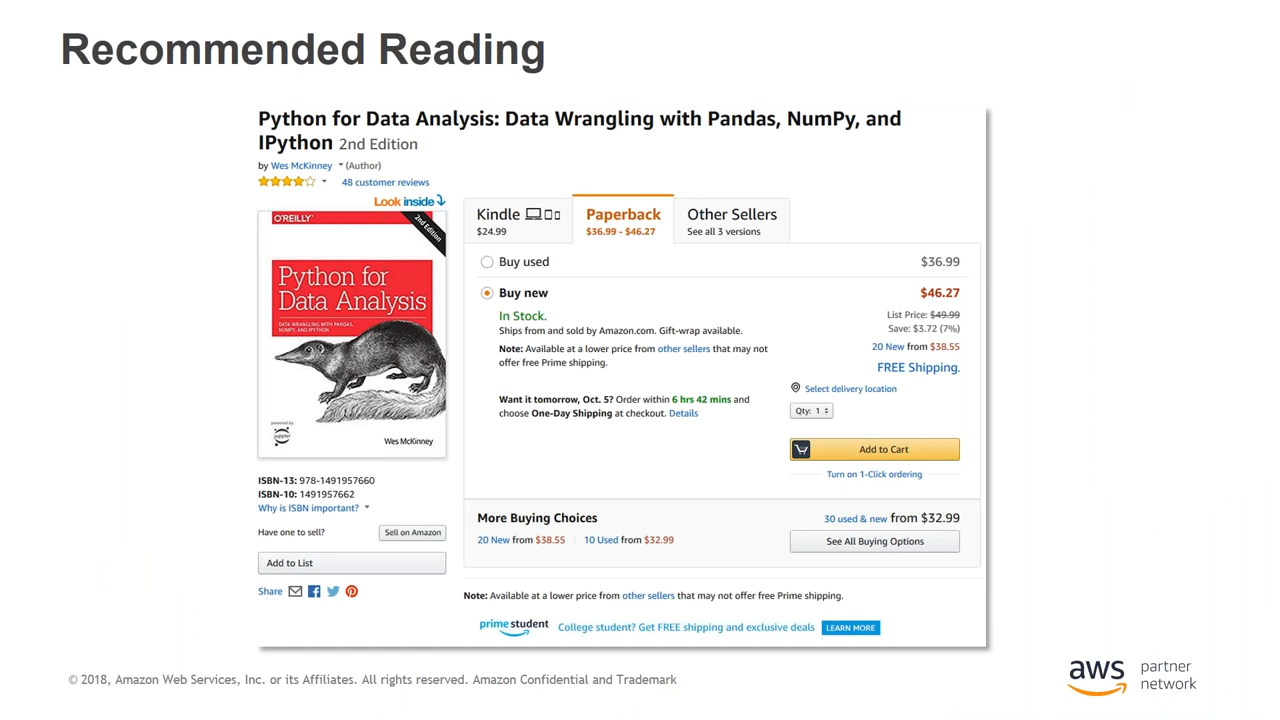 Recommended Reading
Python for Data Analysis: Data Wrangling with Pandas, NumPy, and
IPython 2nd Edition
by Wes McKinney (Author)
48 customer reviews
Look inside
O'REILLY
2nd Edition
Python for
Data Analysis
DATA WRANGLING WITH PANDAS,
NUMPY, AND IPYTHON
powered by
jupyter
Wes McKinney
ISBN-13: 978-1491957660
ISBN-10: 1491957662
Why is ISBN important?
Have one to sell? Sell on Amazon
Add to List
Share
Kindle
$24.99
Paperback
$36.99 - $46.27
Other Sellers
See all 3 versions
Buy used $36.99
Buy new $46.27
In Stock.
Ships from and sold by Amazon.com. Gift-wrap available.
Note: Available at a lower price from other sellers that may not
offer free Prime shipping.
Want it tomorrow, Oct. 5? Order within 6 hrs 42 mins and
choose One-Day Shipping at checkout. Details
List Price: $49.99
Save: $3.72 (7%)
20 New from $38.55
FREE Shipping.
Select delivery location
Qty: 1
Add to Cart
Turn on 1-Click ordering
More Buying Choices
20 New from $38.55 10 Used from $32.99
30 used & new from $32.99
See All Buying Options
Note: Available at a lower price from other sellers that may not offer free Prime shipping.
prime student College student? Get FREE shipping and exclusive deals LEARN MORE
© 2018, Amazon Web Services, Inc. or its Affiliates. All rights reserved. Amazon Confidential and Trademark
aws partner
network